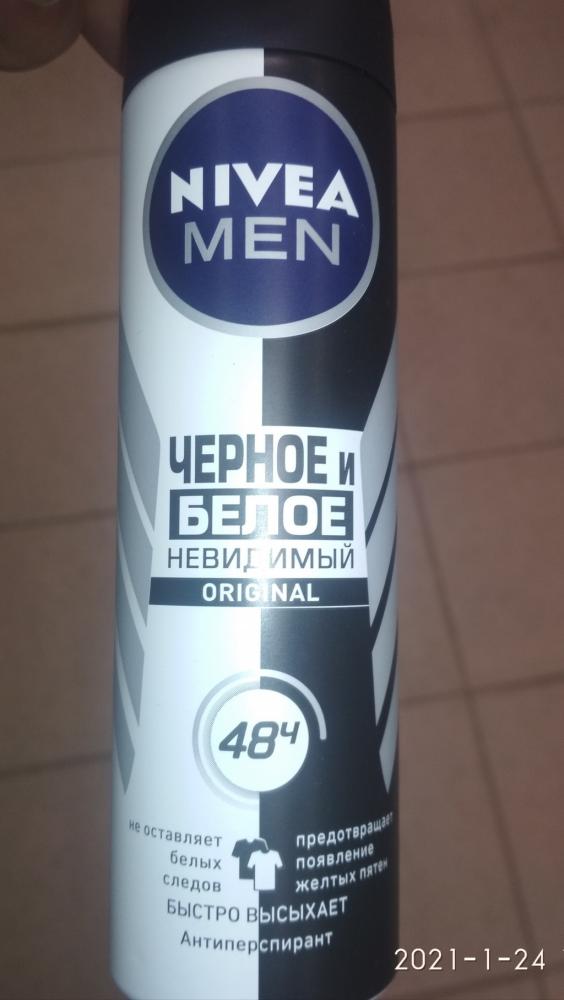 NIVEA
MEN
ЧЕРНОЕ и
БЕЛОЕ
НЕВИДИМЫЙ
ORIGINAL
48ч
не оставляет
белых
следов
предотвращает
появление
желтых пятен
БЫСТРО ВЫСЫХАЕТ
Антиперспирант
2021-1-24